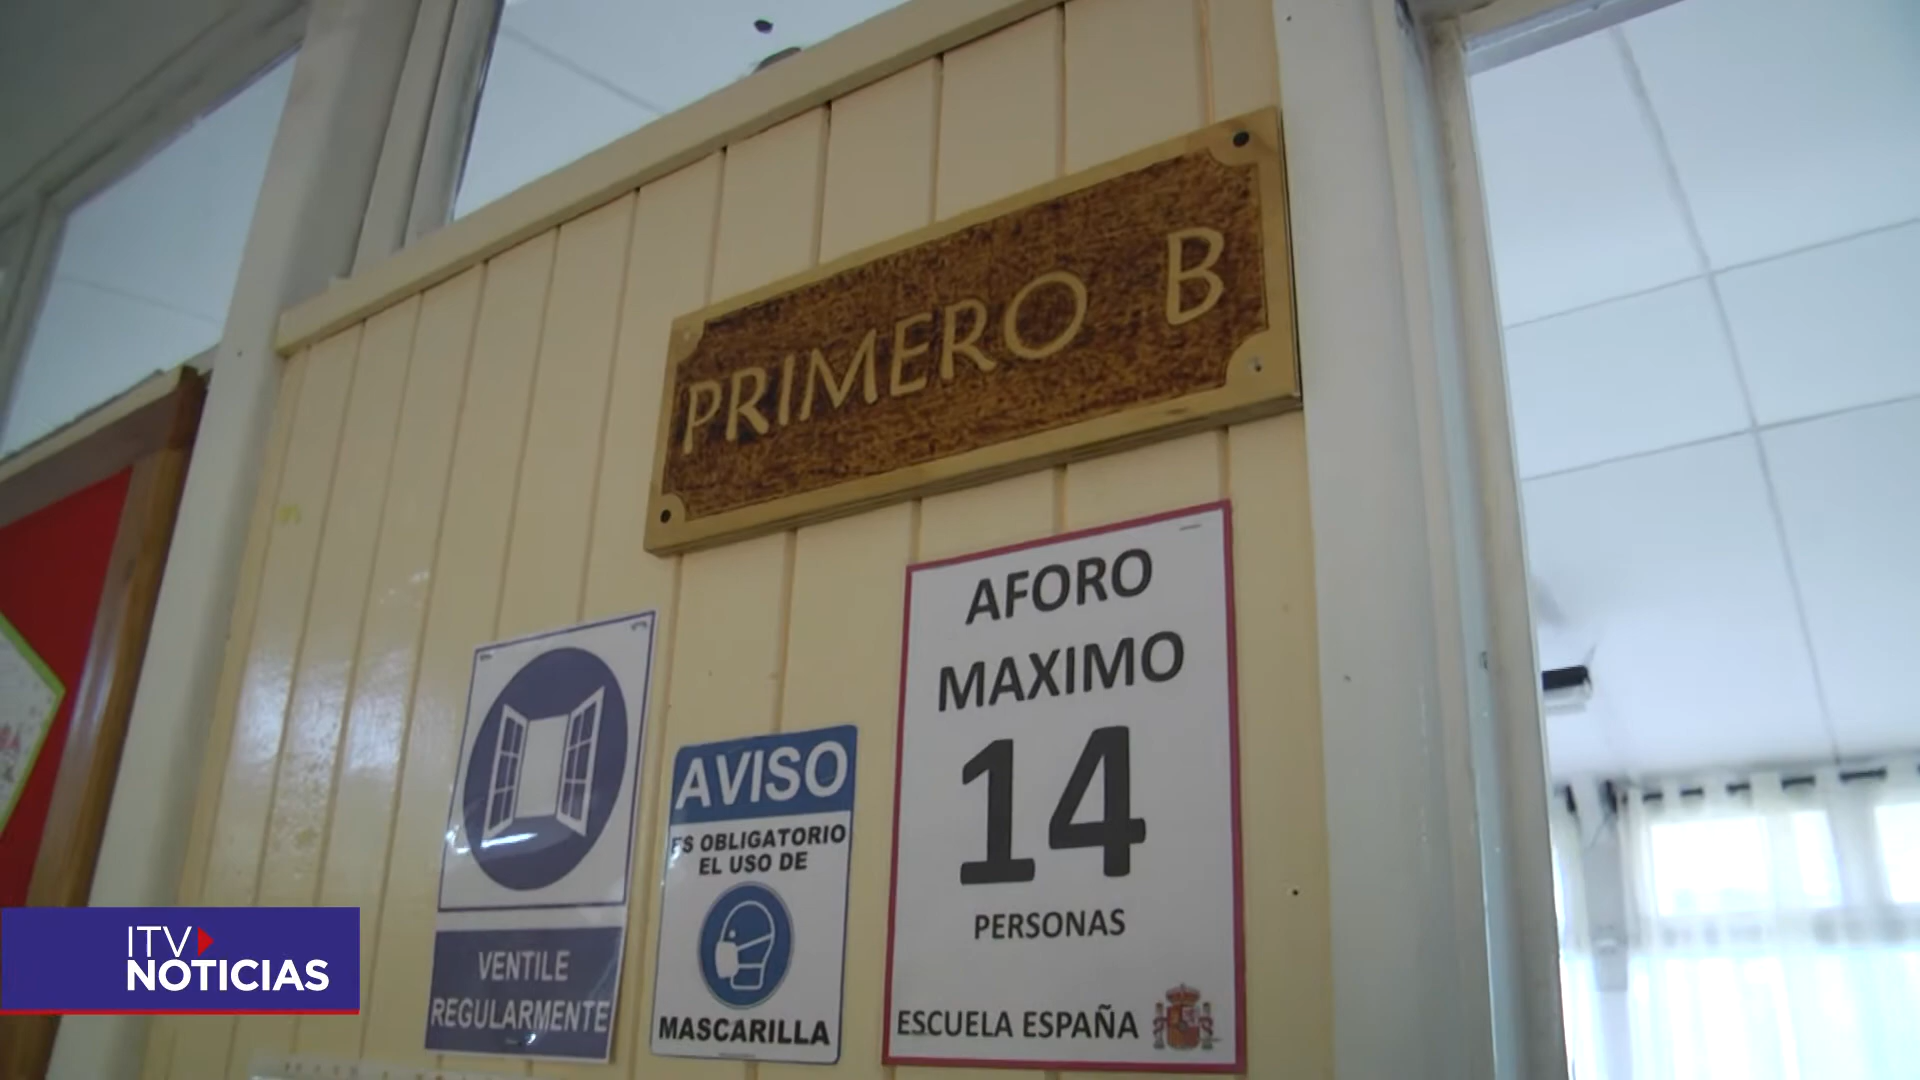 PRIMERO B
AFORO
MAXIMO
14
PERSONAS
ESCUELA ESPAÑA
AVISO
ES OBLIGATORIO
EL USO DE
MASCARILLA
VENTILE
REGULARMENTE
ITV
NOTICIAS